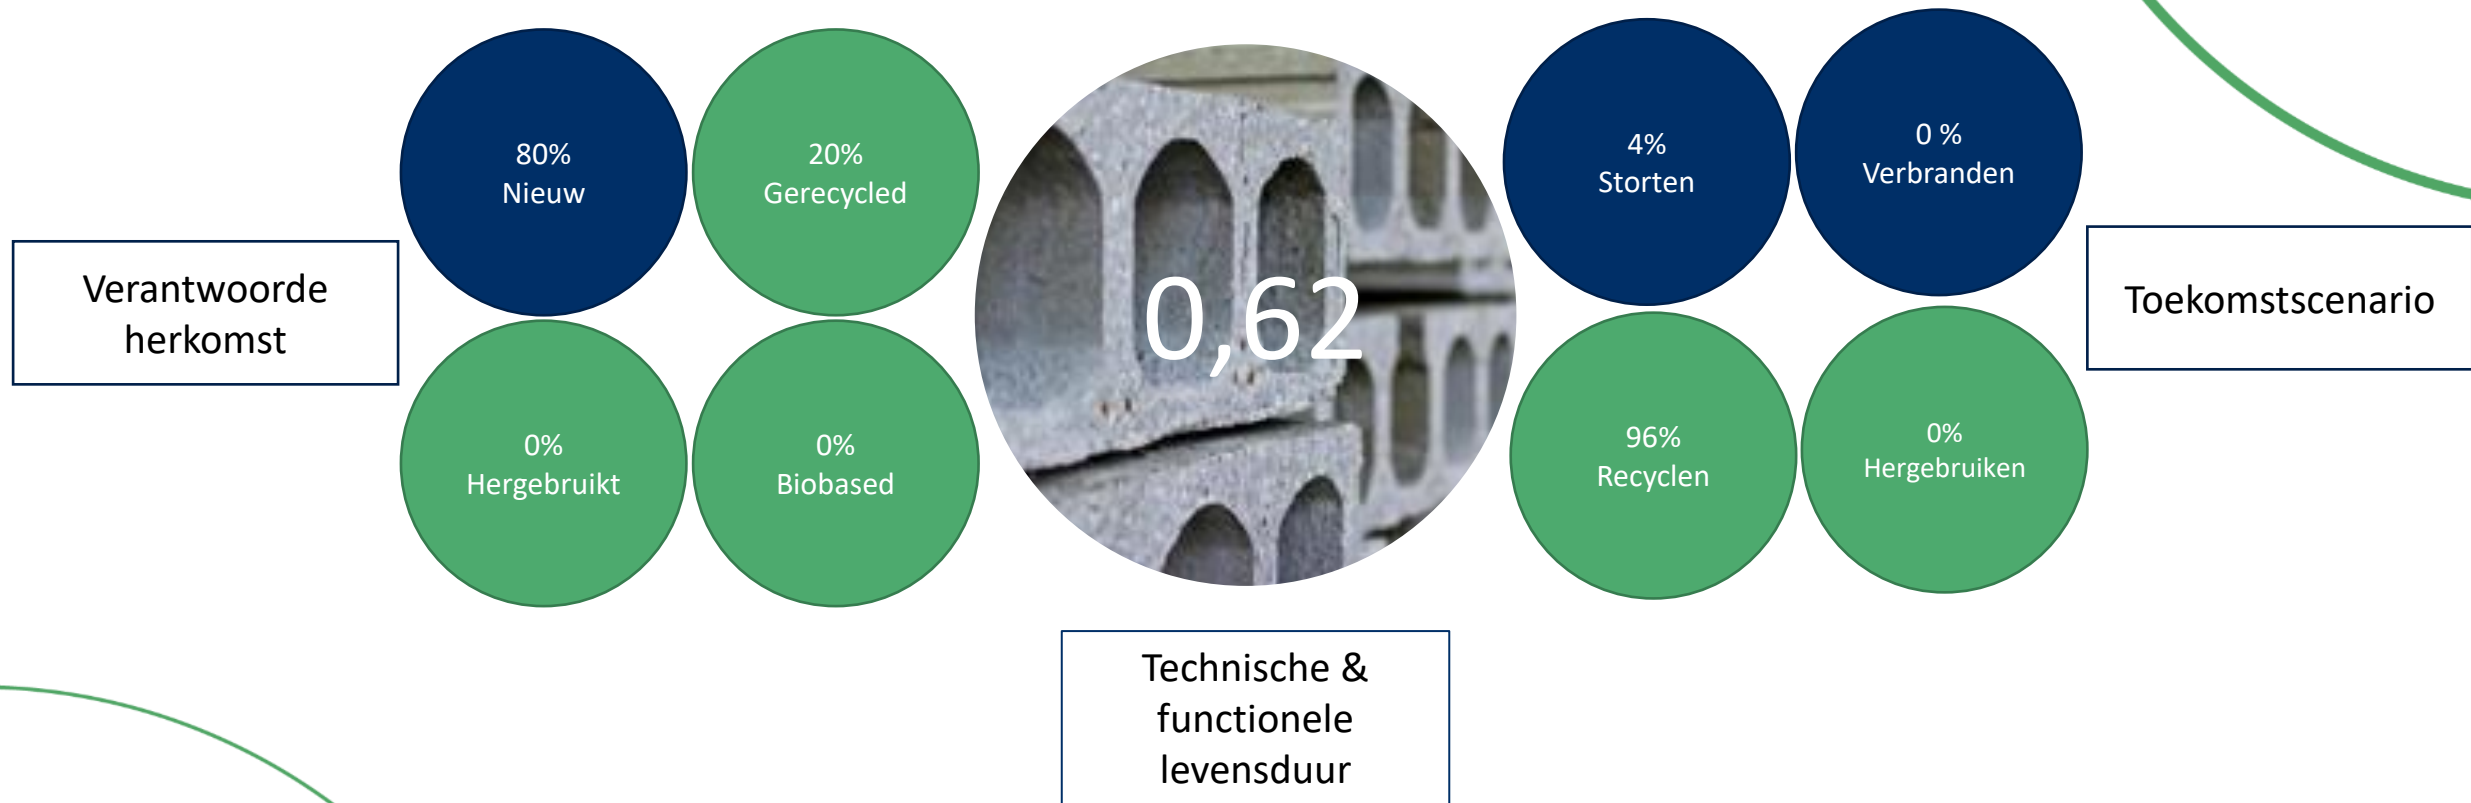 Verantwoorde
herkomst
80%
Nieuw
20%
Gerecycled
0%
Hergebruikt
0%
Biobased
0,62
Technische &
functionele
levensduur
4%
Storten
0 %
Verbranden
96%
Recyclen
0%
Hergebruiken
Toekomstscenario